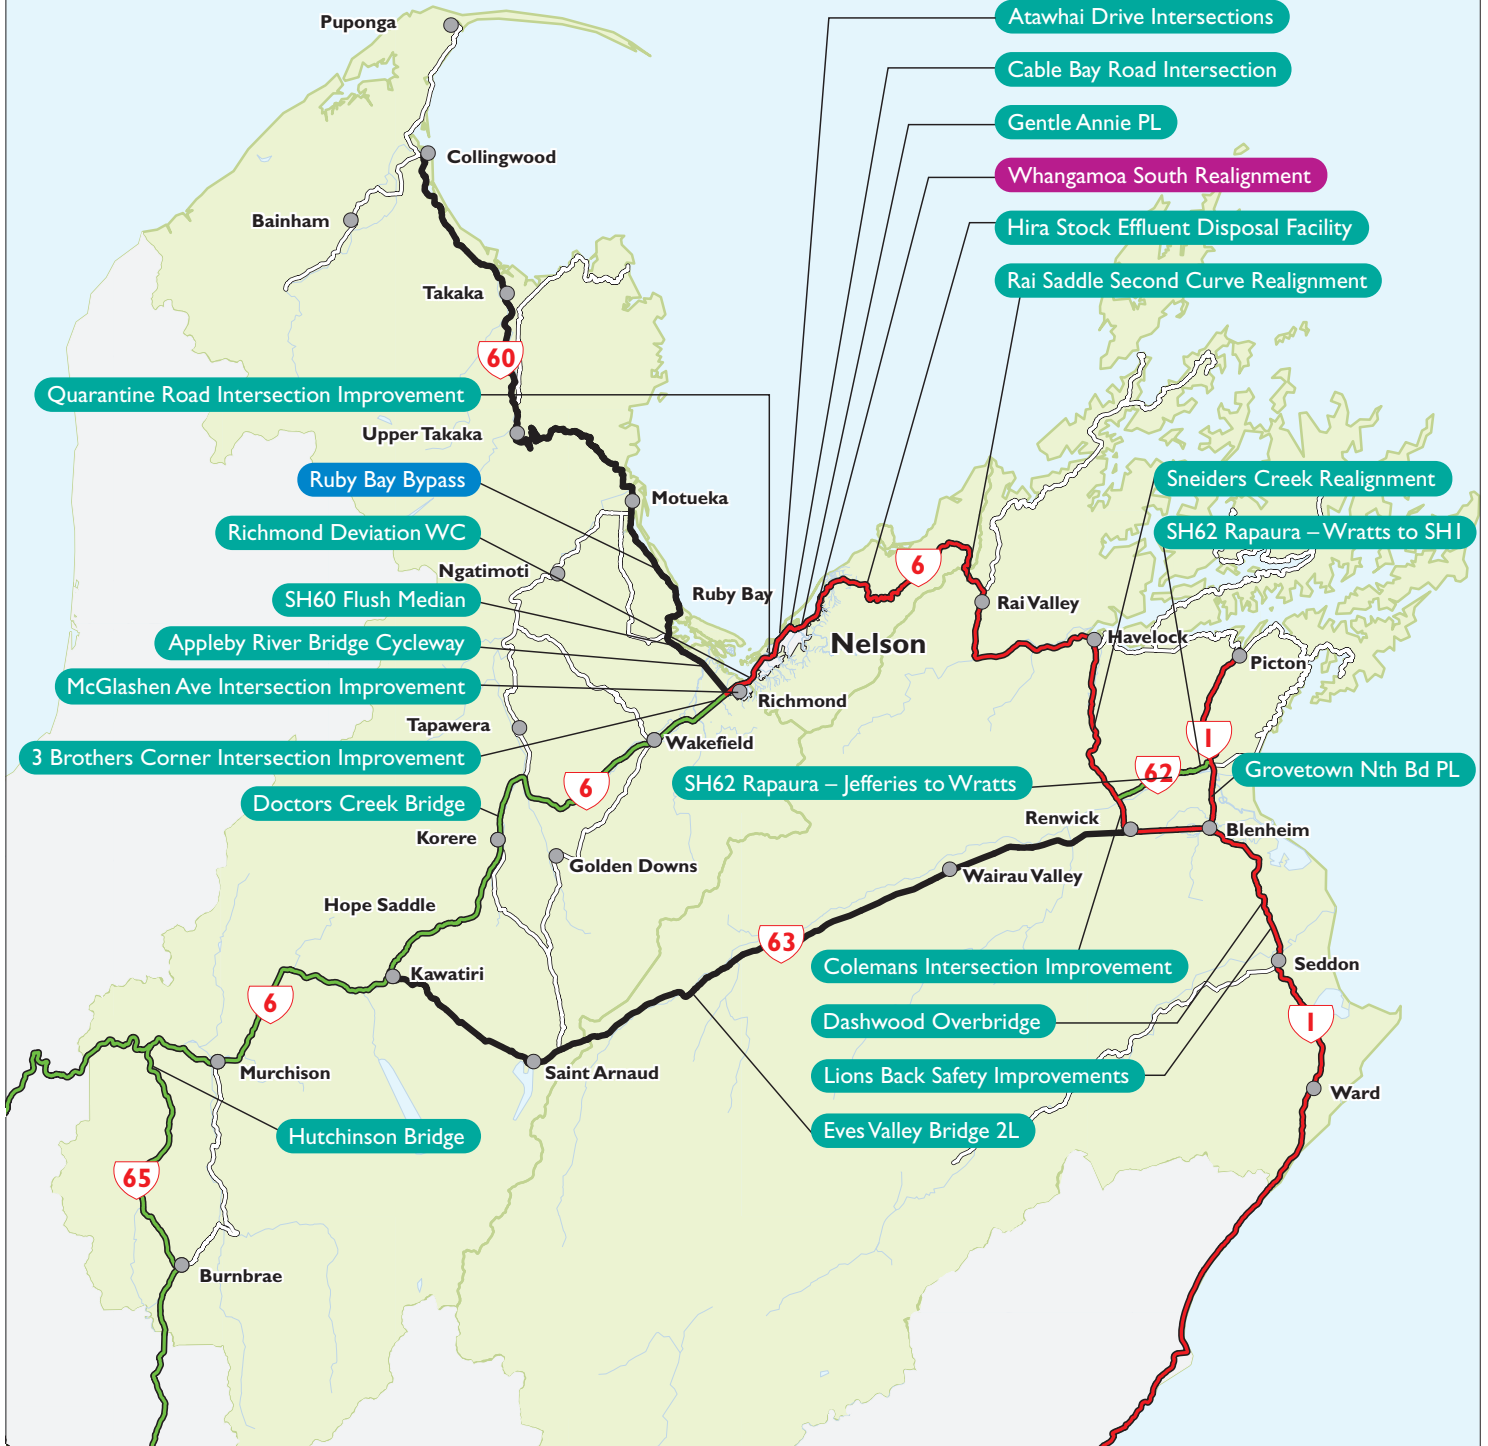 Puponga
Atawhai Drive Intersections
Cable Bay Road Intersection
Gentle Annie PL
Collingwood
Whangamoa South Realignment
Bainham
Hira Stock Effluent Disposal Facility
Rai Saddle Second Curve Realignment
Takaka
60
Quarantine Road Intersection Improvement
Upper Takaka
Ruby Bay Bypass
Sneiders Creek Realignment
Motueka
Richmond Deviation WC
SH62 Rapaura – Wratts to SH1
Ngatimoti
6
Ruby Bay
SH60 Flush Median
Rai Valley
Appleby River Bridge Cycleway
Nelson
Havelock
Picton
McGlashen Ave Intersection Improvement
Richmond
Tapawera
Wakefield
1
3 Brothers Corner Intersection Improvement
62
Grovetown Nth Bd PL
6
SH62 Rapaura – Jefferies to Wratts
Doctors Creek Bridge
Renwick
Blenheim
Korere
Golden Downs
Wairau Valley
Hope Saddle
63
Colemans Intersection Improvement
Seddon
Kawatiri
6
Dashwood Overbridge
1
Murchison
Saint Arnaud
Lions Back Safety Improvements
Ward
Hutchinson Bridge
Eves Valley Bridge 2L
65
Burnbrae